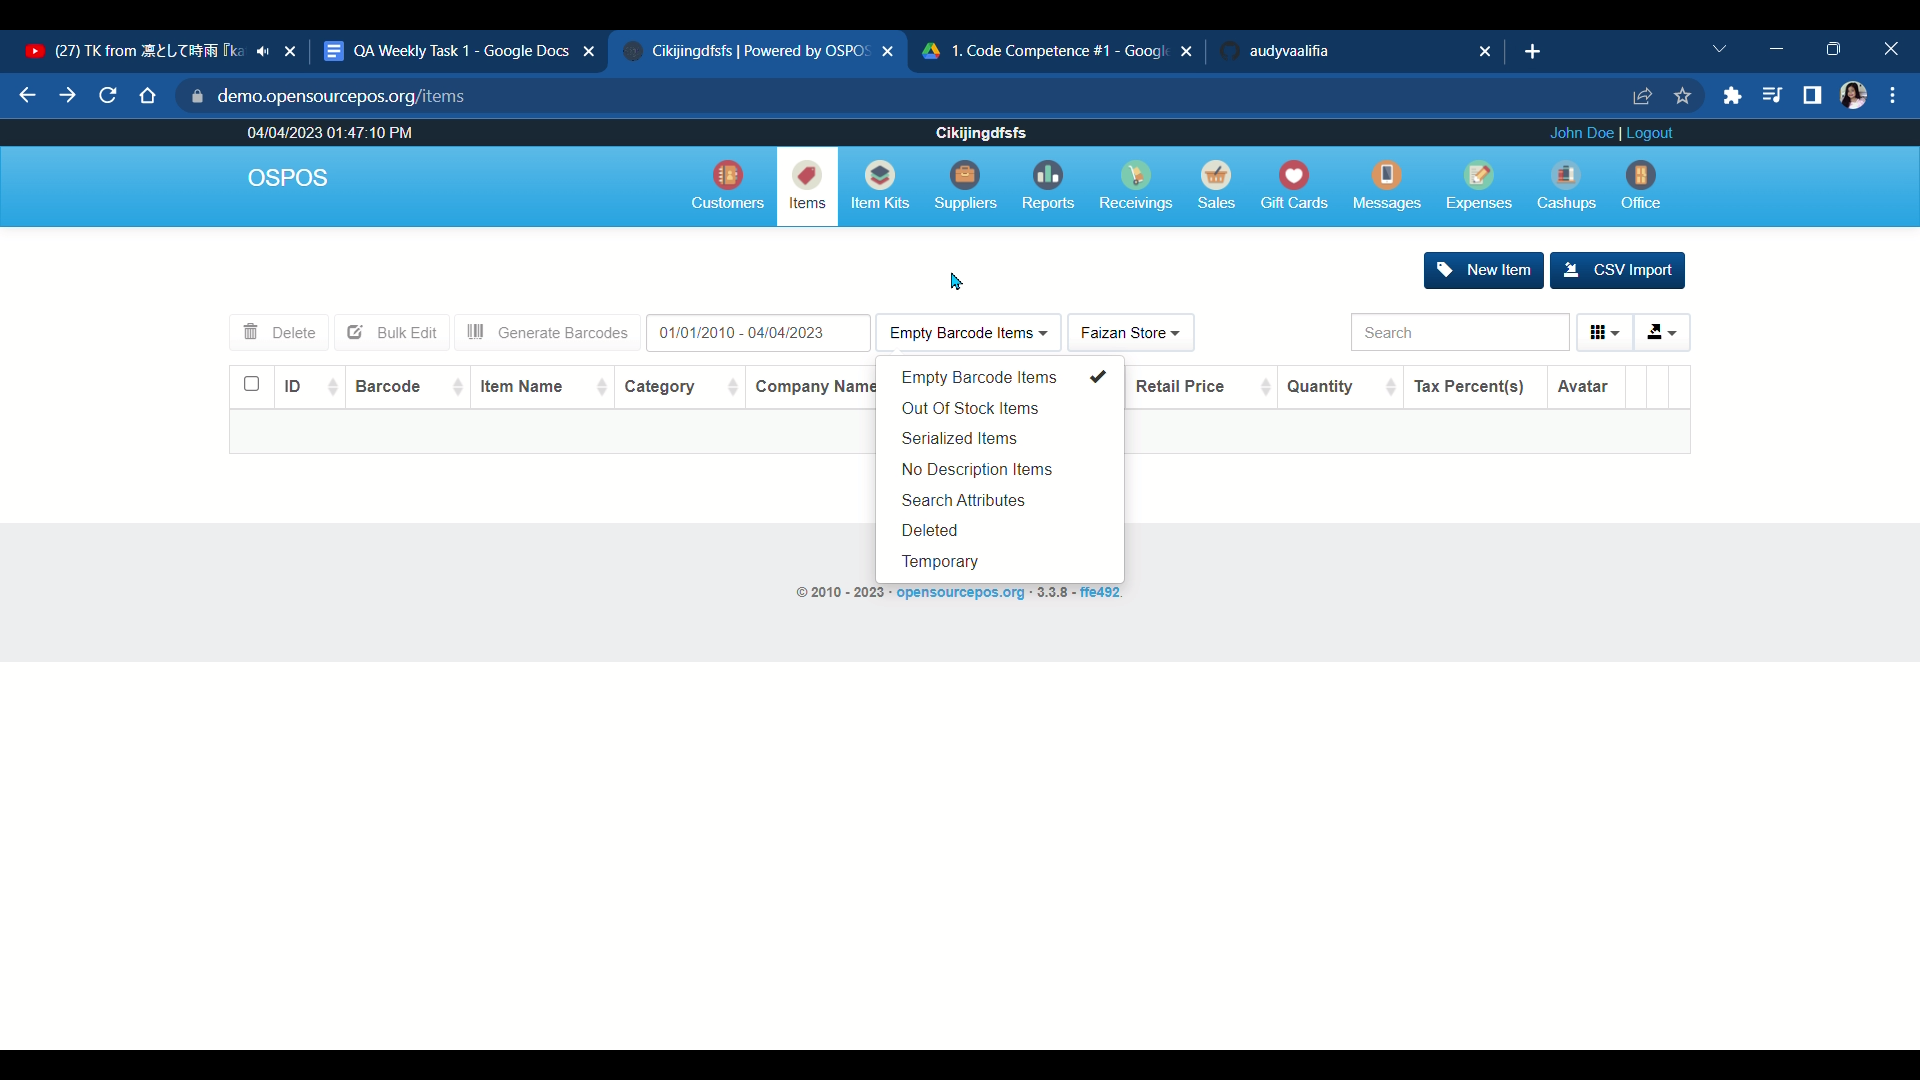 (27) TK from 凛として時雨『ka
QA Weekly Task 1 - Google Docs
Cikijingdfsfs | Powered by OSPOS
1. Code Competence #1 - Google
audyvaalifia
demo.opensourcepos.org/items
04/04/2023 01:47:10 PM
Cikijingdfsfs
John Doe | Logout
OSPOS
Customers
Items
Item Kits
Suppliers
Reports
Receivings
Sales
Gift Cards
Messages
Expenses
Cashups
Office
New Item
CSV Import
Delete
Bulk Edit
Generate Barcodes
01/01/2010 - 04/04/2023
Empty Barcode Items
Faizan Store
Search
ID
Barcode
Item Name
Category
Company Name
Retail Price
Quantity
Tax Percent(s)
Avatar
Empty Barcode Items
Out Of Stock Items
Serialized Items
No Description Items
Search Attributes
Deleted
Temporary
© 2010 - 2023 · opensourcepos.org · 3.3.8 - ffe492.